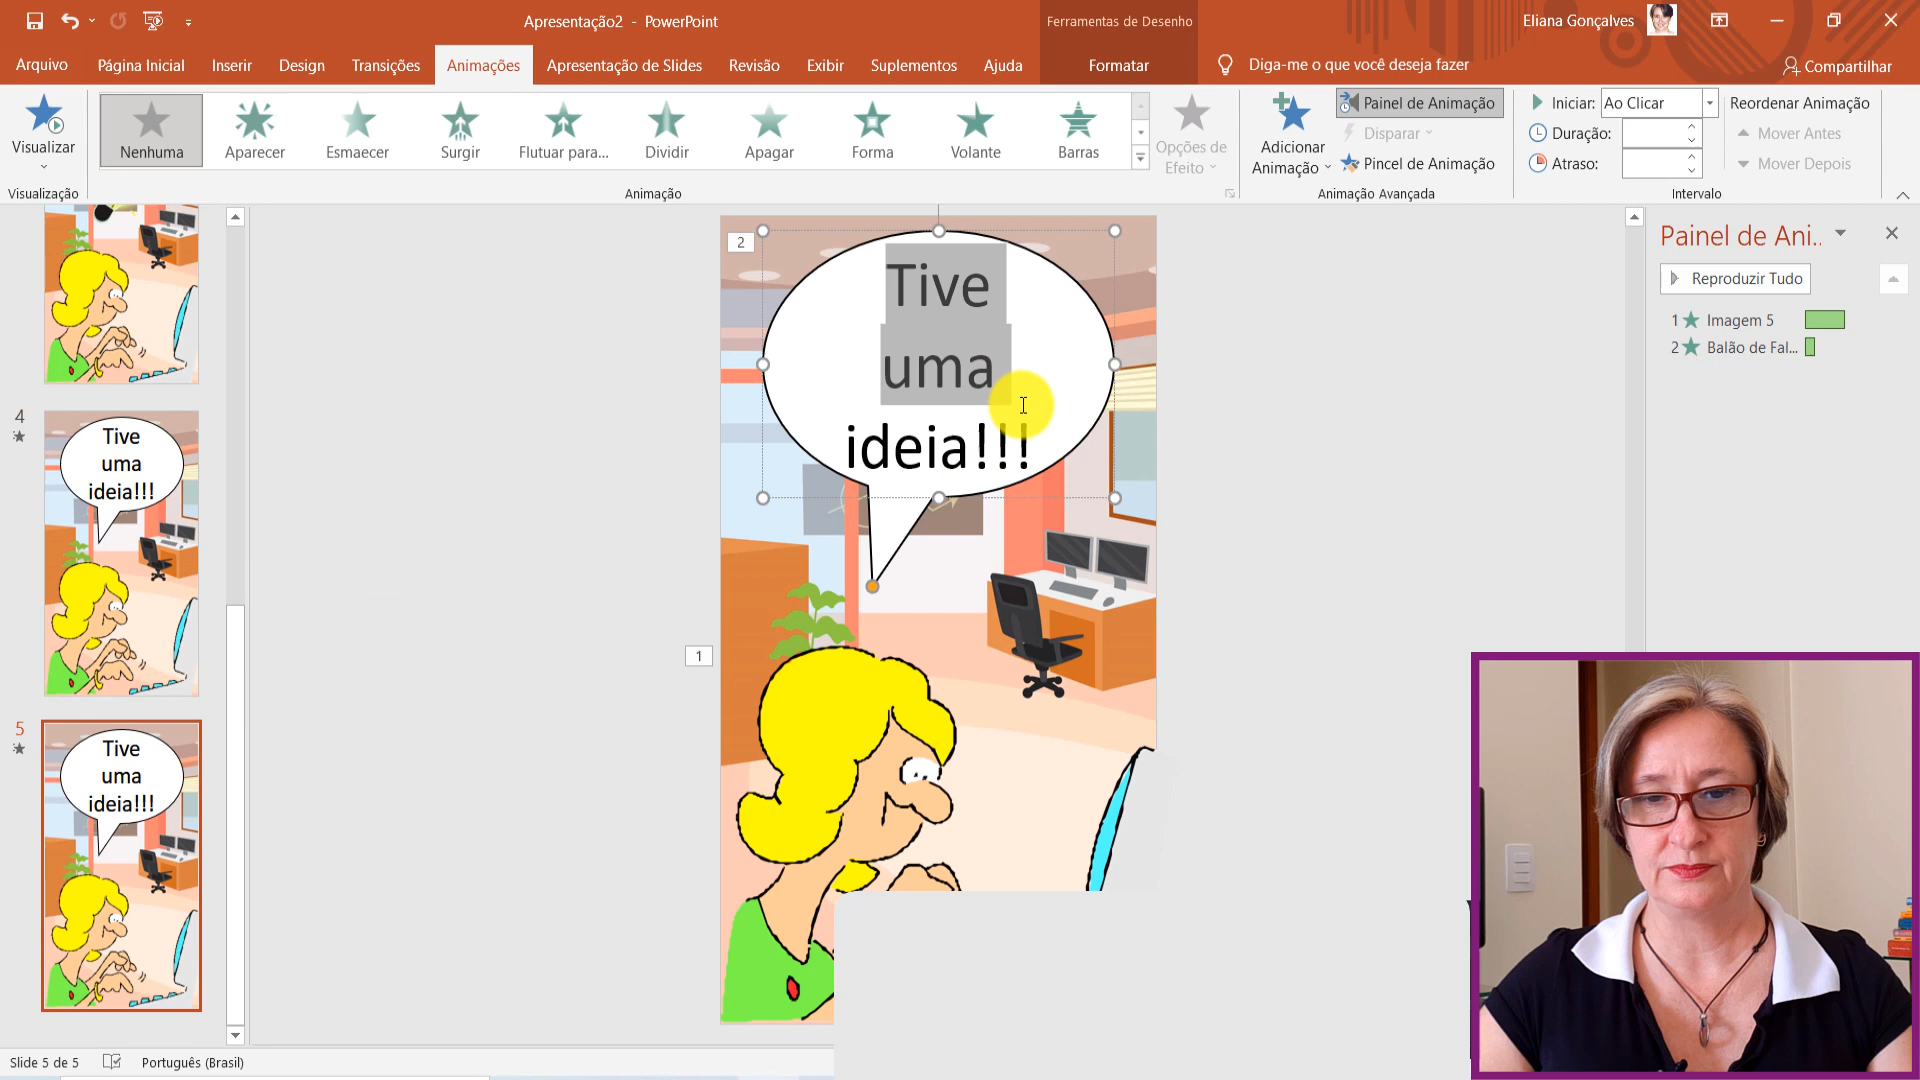 Apresentação2 - PowerPoint
Ferramentas de Desenho
Eliana Gonçalves
Arquivo
Página Inicial
Inserir
Design
Transições
Animações
Apresentação de Slides
Revisão
Exibir
Suplementos
Ajuda
Formatar
Diga-me o que você deseja fazer
Compartilhar
Visualizar
Nenhuma
Aparecer
Esmaecer
Surgir
Flutuar para...
Dividir
Apagar
Forma
Volante
Barras
Opções de
Efeito
Adicionar
Animação
Painel de Animação
Disparar
Pincel de Animação
Iniciar: Ao Clicar
Duração:
Atraso:
Reordenar Animação
Mover Antes
Mover Depois
Visualização
Animação
Animação Avançada
Intervalo
4
Tive
uma
ideia!!!
5
Tive
uma
ideia!!!
2
Tive
uma
ideia!!!
1
Painel de Ani..
Reproduzir Tudo
1 Imagem 5
2 Balão de Fal...
Slide 5 de 5
Português (Brasil)